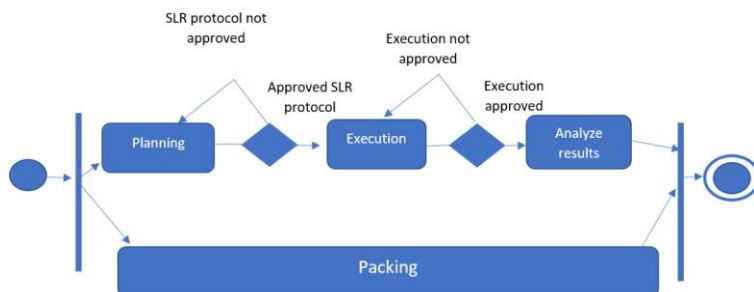 SLR protocol not
approved
Execution not
approved
Approved SLR
protocol
Execution
approved
Planning
Execution
Analyze
results
Packing